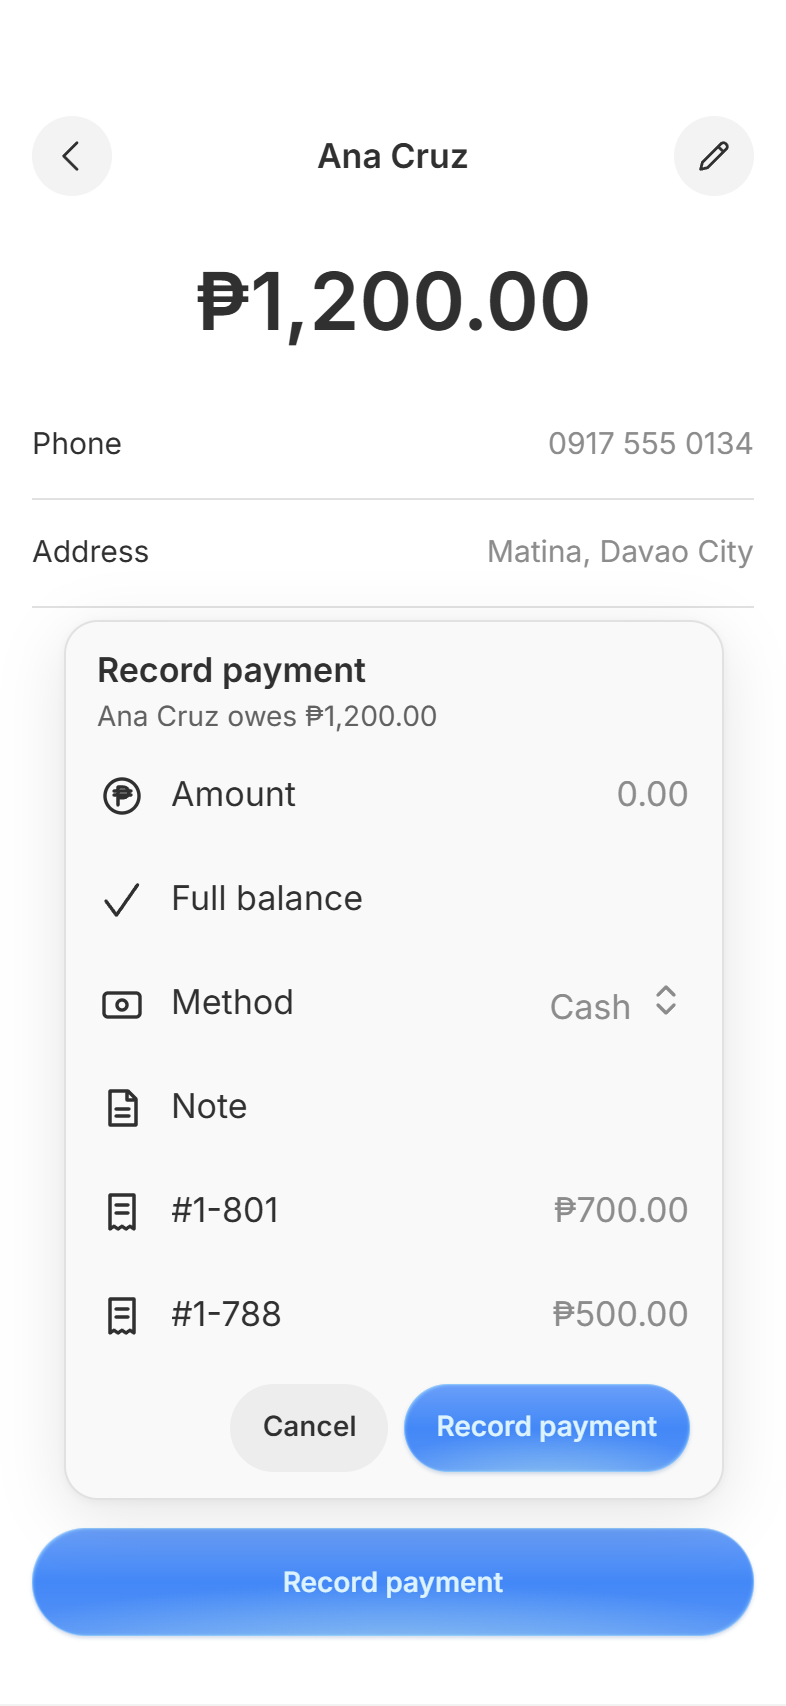 Ana Cruz
₱1,200.00
Phone 0917 555 0134
Address Matina, Davao City
Record payment
Ana Cruz owes ₱1,200.00
Amount 0.00
Full balance
Method Cash
Note
#1-801 ₱700.00
#1-788 ₱500.00
Cancel Record payment
Record payment